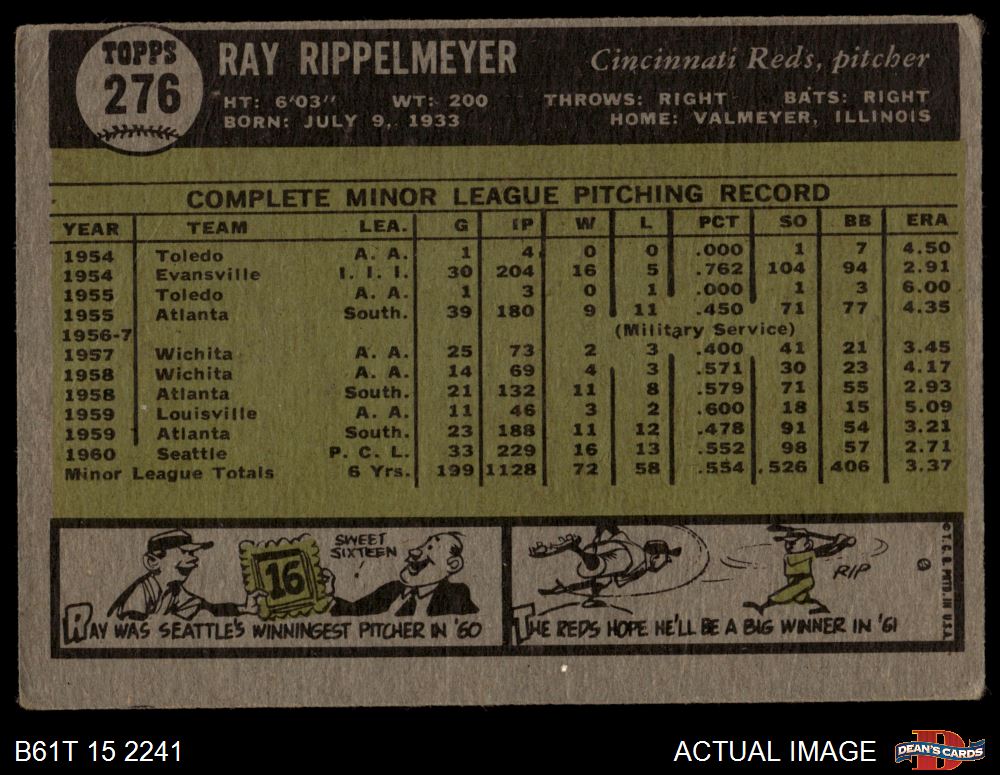 TOPPS
276
RAY RIPPELMEYER
Cincinnati Reds, pitcher
HT: 6'03" WT: 200 THROWS: RIGHT BATS: RIGHT
BORN: JULY 9, 1933 HOME: VALMEYER, ILLINOIS
COMPLETE MINOR LEAGUE PITCHING RECORD
YEAR TEAM LEA. G IP W L PCT SO BB ERA
1954 Toledo A. A. 1 4 0 0 .000 1 7 4.50
1954 Evansville I. I. I. 30 204 16 5 .762 104 94 2.91
1955 Toledo A. A. 1 3 0 1 .000 1 3 6.00
1955 Atlanta South. 39 180 9 11 .450 71 77 4.35
1956-7 (Military Service)
1957 Wichita A. A. 25 73 2 3 .400 41 21 3.45
1958 Wichita A. A. 14 69 4 3 .571 30 23 4.17
1958 Atlanta South. 21 132 11 8 .579 71 55 2.93
1959 Louisville A. A. 11 46 3 2 .600 18 15 5.09
1959 Atlanta South. 23 188 11 12 .478 91 54 3.21
1960 Seattle P. C. L. 33 229 16 13 .552 98 57 2.71
Minor League Totals 6 Yrs. 199 1128 72 58 .554 526 406 3.37
SWEET
SIXTEEN
16
RAY WAS SEATTLE'S WINNINGEST PITCHER IN '60
RIP
THE REDS HOPE HE'LL BE A BIG WINNER IN '61
© T. C. G. PRTD. IN U.S.A.
B61T 15 2241
ACTUAL IMAGE
DEAN'S CARDS